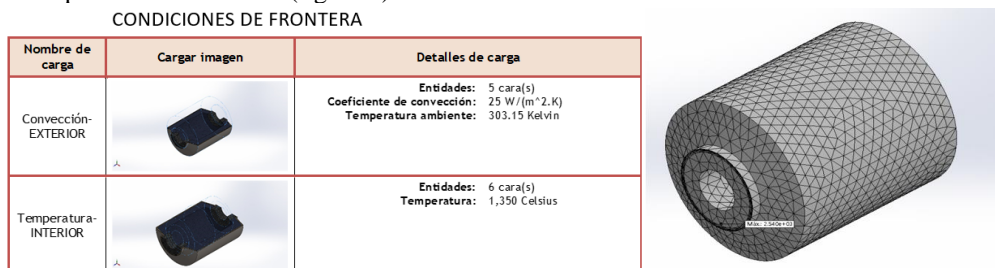 CONDICIONES DE FRONTERA
Nombre de carga
Cargar imagen
Detalles de carga
Convección-
EXTERIOR
Entidades: 5 cara(s)
Coeficiente de convección: 25 W/(m^2.K)
Temperatura ambiente: 303.15 Kelvin
Temperatura-
INTERIOR
Entidades: 6 cara(s)
Temperatura: 1,350 Celsius
Máx.: 2.540e+03